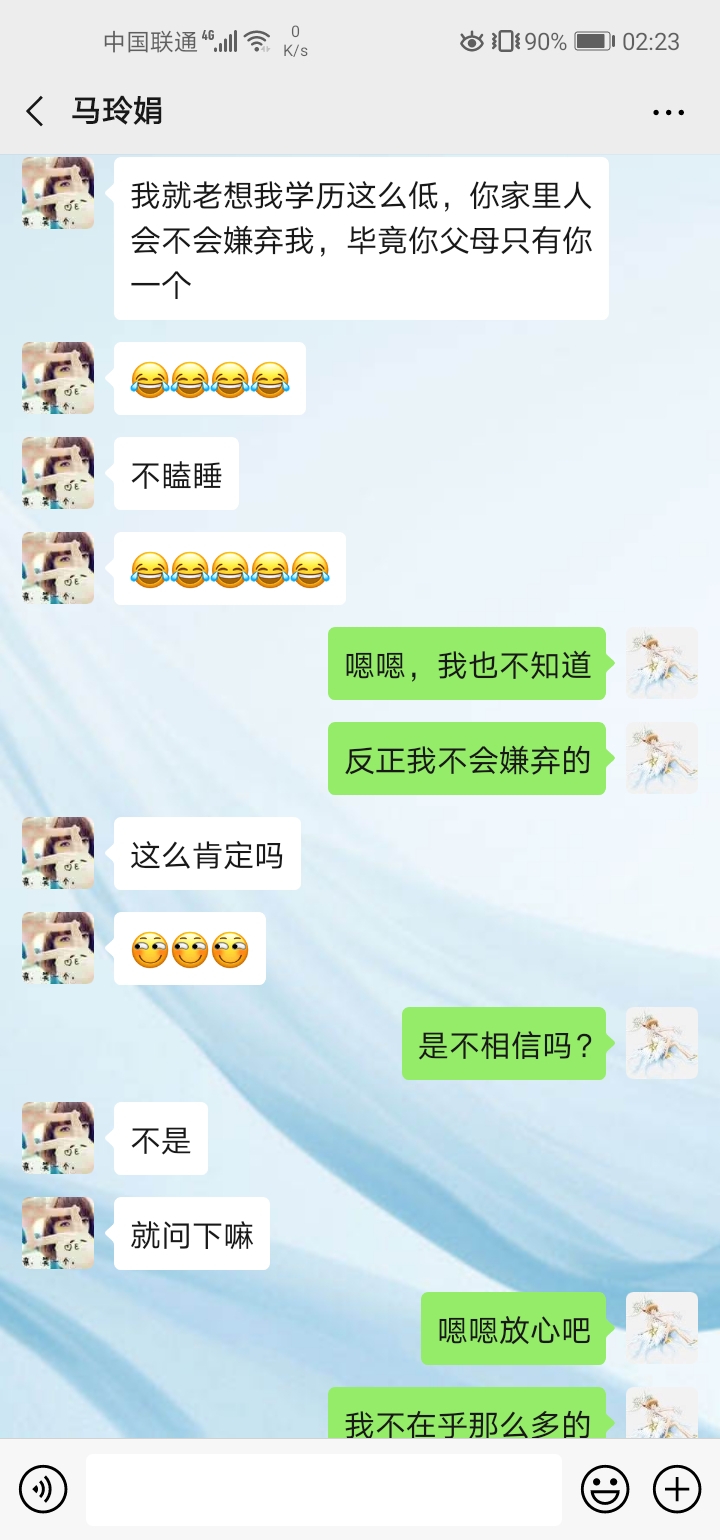 中国联通 4G 0 K/s 90% 02:23
马玲娟
我就老想我学历这么低，你家里人
会不会嫌弃我，毕竟你父母只有你
一个
😂😂😂😂
不瞌睡
😂😂😂😂😂
嗯嗯，我也不知道
反正我不会嫌弃的
这么肯定吗
是不相信吗?
不是
就问下嘛
嗯嗯放心吧
我不在乎那么多的